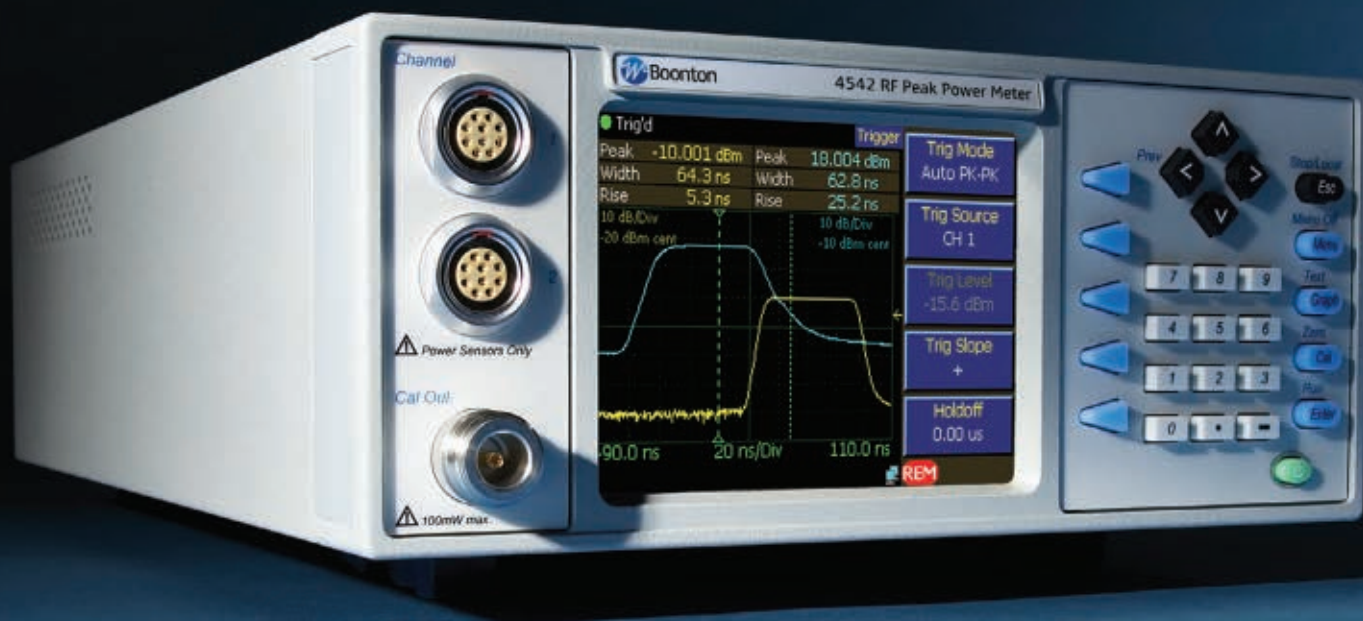 Channel
1
2
Power Sensors Only
Cal Out
100mW max.
Boonton
4542 RF Peak Power Meter
Trig'd
Trigger
Peak -10.001 dBm Peak 18.004 dBm
Width 64.3 ns Width 62.8 ns
Rise 5.3 ns Rise 25.2 ns
10 dB/Div 10 dB/Div
-20 dBm cent -10 dBm cent
-90.0 ns 20 ns/Div 110.0 ns
REM
Trig Mode
Auto PK-PK
Trig Source
CH 1
Trig Level
-15.6 dBm
Trig Slope
+
Holdoff
0.00 us
Prev
Stop/Local
Esc
Menu Off
Menu
Text
Graph
Zero
Cal
Run
Enter
7 8 9
4 5 6
1 2 3
0 . -